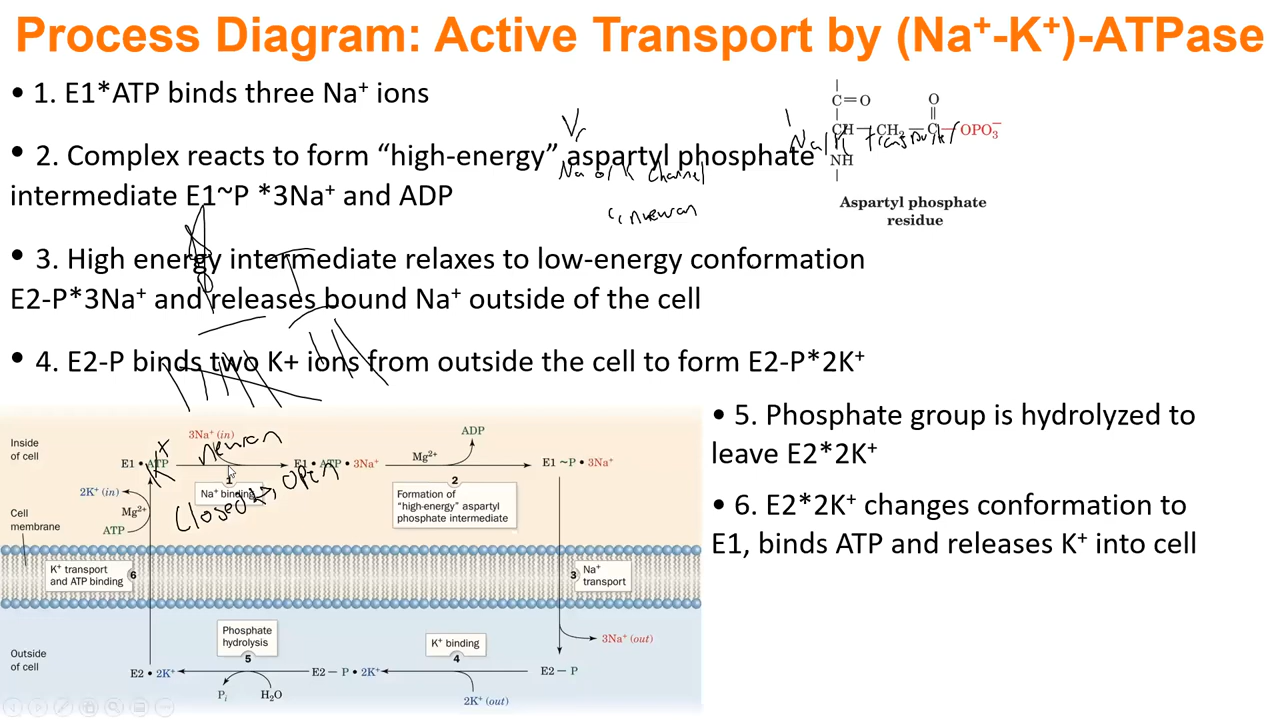 Process Diagram: Active Transport by (Na⁺-K⁺)-ATPase
• 1. E1*ATP binds three Na⁺ ions
• 2. Complex reacts to form “high-energy” aspartyl phosphate
intermediate E1~P *3Na⁺ and ADP
• 3. High energy intermediate relaxes to low-energy conformation
E2-P*3Na⁺ and releases bound Na⁺ outside of the cell
• 4. E2-P binds two K+ ions from outside the cell to form E2-P*2K⁺
• 5. Phosphate group is hydrolyzed to
leave E2*2K⁺
• 6. E2*2K⁺ changes conformation to
E1, binds ATP and releases K⁺ into cell
C=O
O
CH—CH₂—C—OPO₃⁻
NH
Aspartyl phosphate
residue
Na/K transporter
Na or K channel
in neuron
K⁺
neuron
closed
open
Inside
of cell
3Na⁺ (in)
ADP
E1 • ATP
E1 • ATP • 3Na⁺
Mg²⁺
E1 ~P • 3Na⁺
1
Na⁺ binding
2
Formation of
“high-energy” aspartyl
phosphate intermediate
2K⁺ (in)
Mg²⁺
ATP
Cell
membrane
K⁺ transport
and ATP binding
6
3
Na⁺
transport
Outside
of cell
Phosphate
hydrolysis
5
K⁺ binding
4
3Na⁺ (out)
E2 • 2K⁺
E2 — P • 2K⁺
E2 — P
Pᵢ
H₂O
2K⁺ (out)